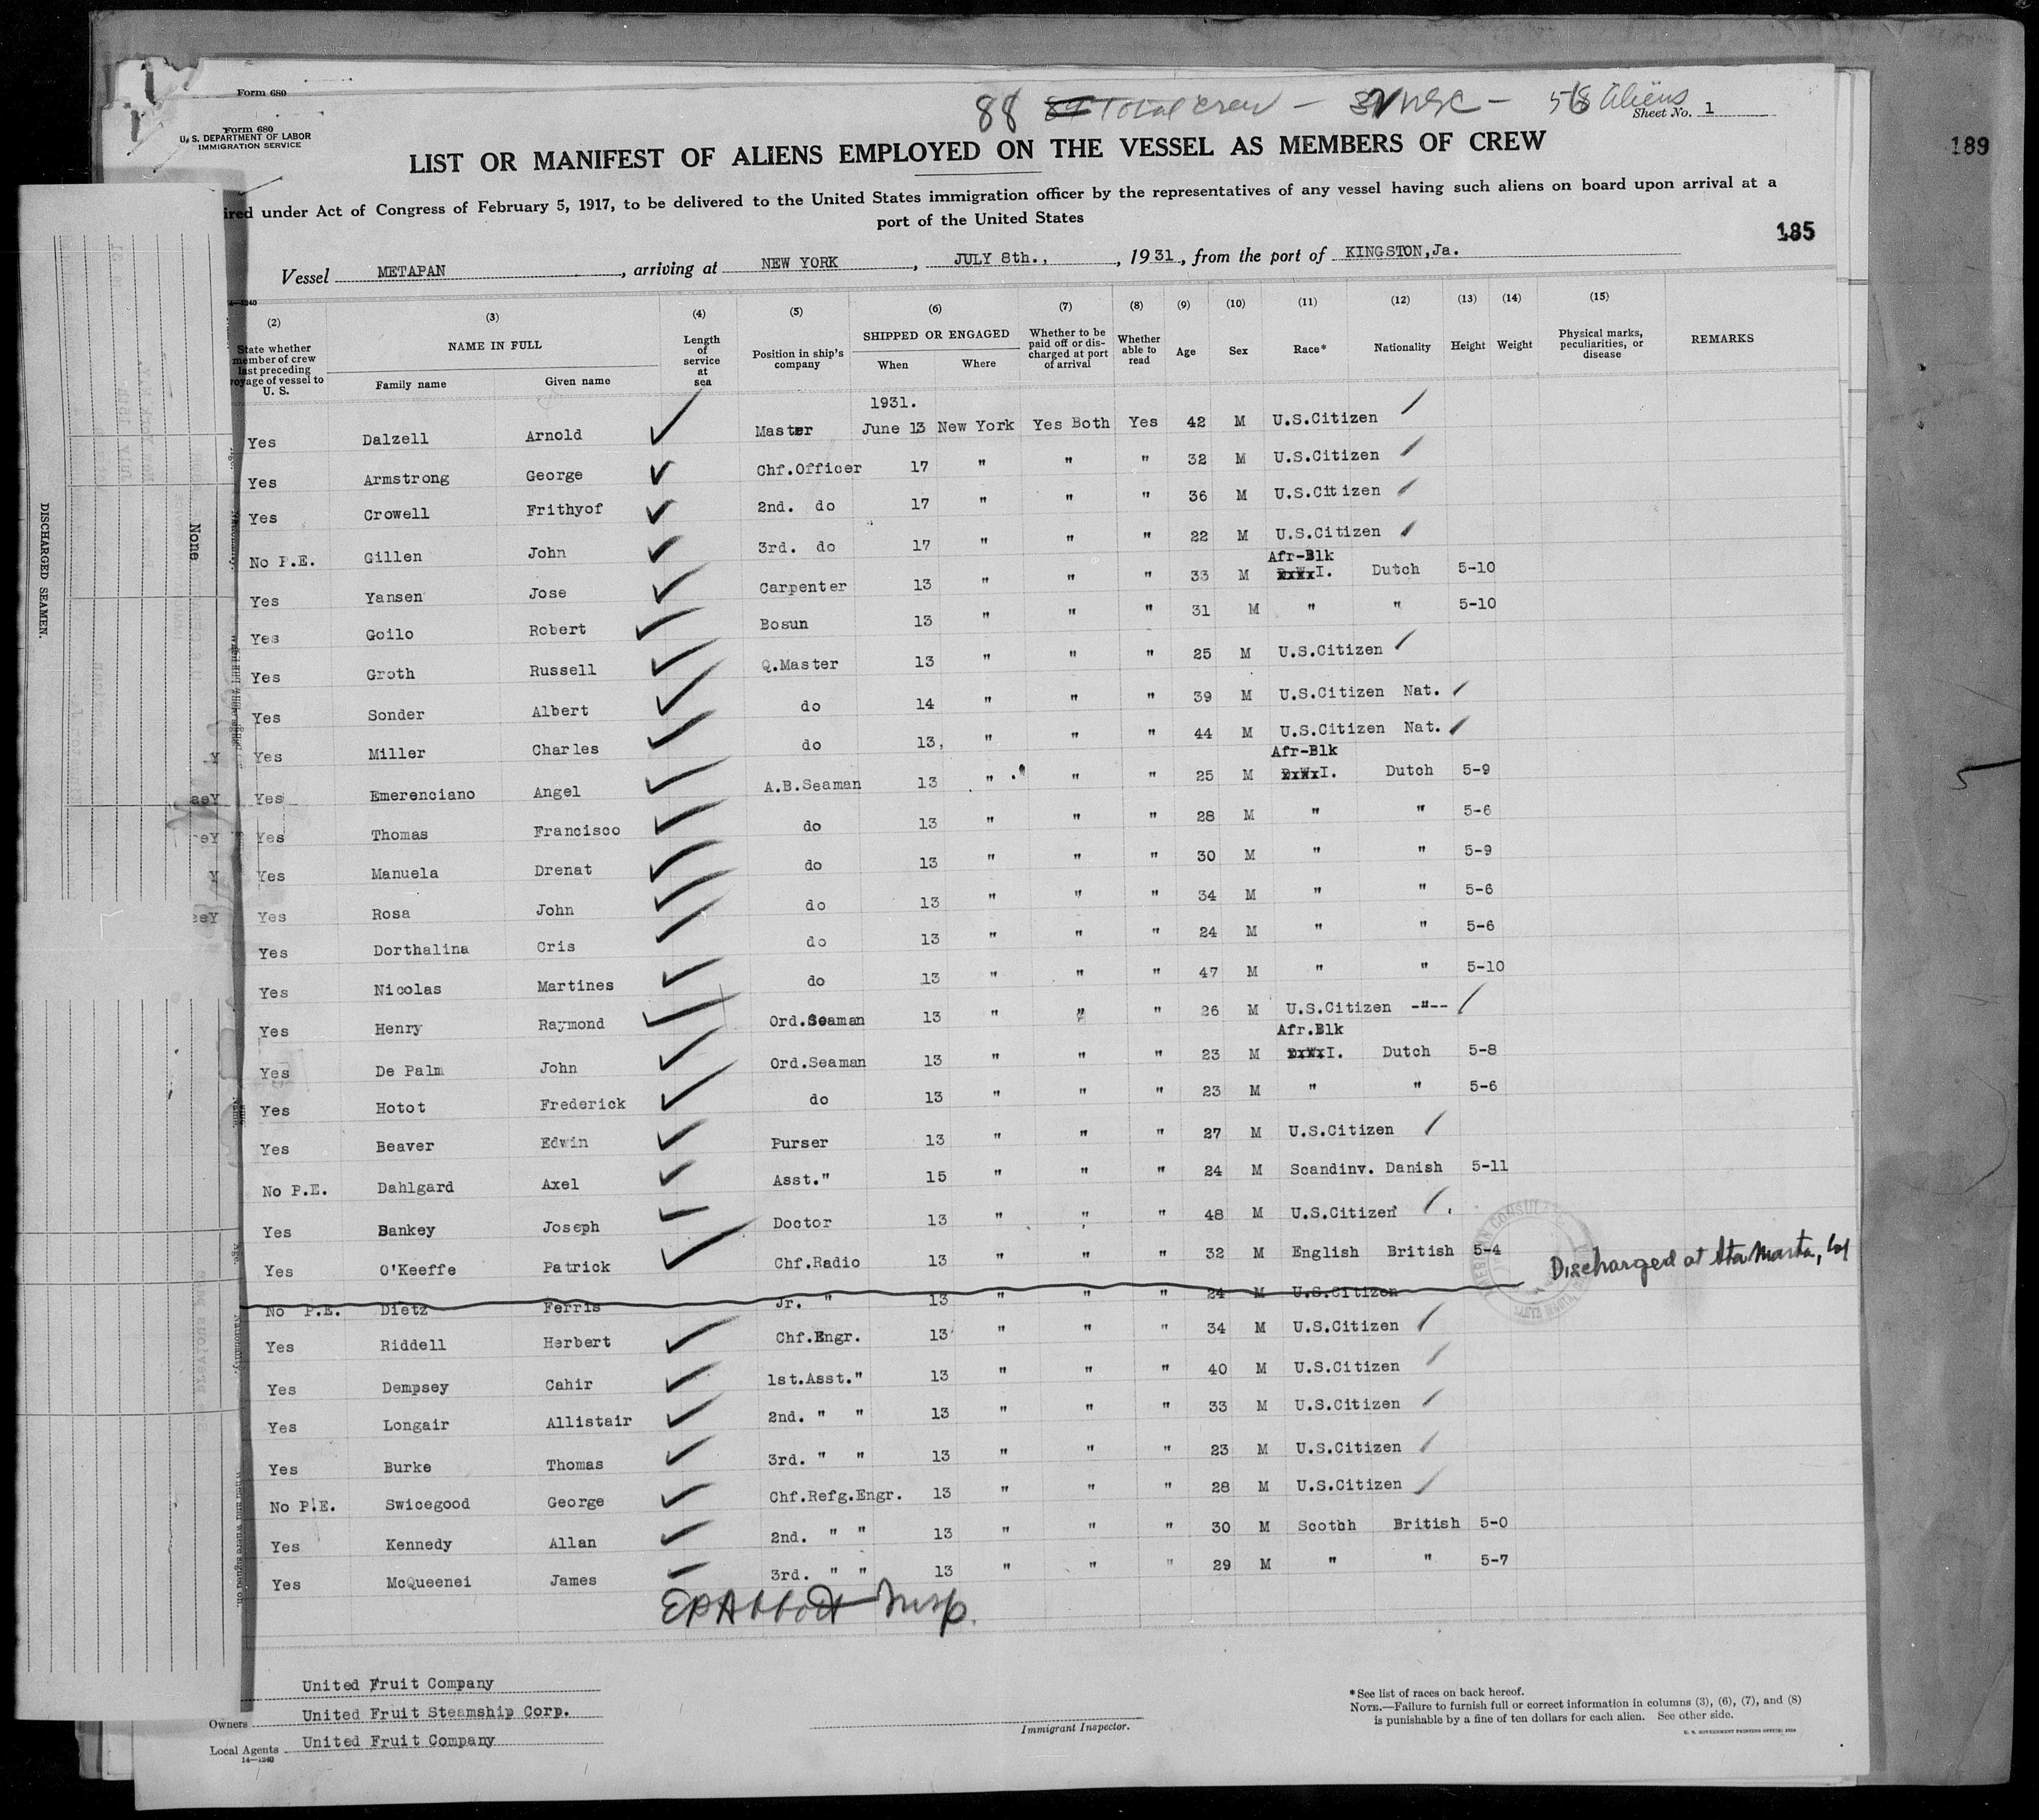 Form 680
88 Total crew - USC - Aliens
Form 680
U. S. DEPARTMENT OF LABOR
IMMIGRATION SERVICE
Sheet No. 1
189
LIST OR MANIFEST OF ALIENS EMPLOYED ON THE VESSEL AS MEMBERS OF CREW
ired under Act of Congress of February 5, 1917, to be delivered to the United States immigration officer by the representatives of any vessel having such aliens on board upon arrival at a
port of the United States
185
Vessel METAPAN, arriving at NEW YORK, JULY 8th., , 1931, from the port of KINGSTON,Ja.
(2) (3) (4) (5) (6) (7) (8) (9) (10) (11) (12) (13) (14) (15)
State whether member of crew last preceding voyage of vessel to U. S. NAME IN FULL Family name Given name Length of service at sea Position in ship's company SHIPPED OR ENGAGED When Where Whether to be paid off or discharged at port of arrival Whether able to read Age Sex Race* Nationality Height Weight Physical marks, peculiarities, or disease REMARKS
1931.
Yes Dalzell Arnold Master June 13 New York Yes Both Yes 42 M U.S.Citizen
Yes Armstrong George Chf.Officer 17 " " " 32 M U.S.Citizen
Yes Crowell Frithyof 2nd. do 17 " " " 36 M U.S.Citizen
No P.E. Gillen John 3rd. do 17 " " " 22 M U.S.Citizen
Afr-Blk
Yes Yansen Jose Carpenter 13 " " " 33 M I. Dutch 5-10
Yes Goilo Robert Bosun 13 " " " 31 M " " 5-10
Yes Groth Russell Q.Master 13 " " " 25 M U.S.Citizen
Yes Sonder Albert do 14 " " " 39 M U.S.Citizen Nat.
Yes Miller Charles do 13, " " " 44 M U.S.Citizen Nat.
Afr-Blk
Yes Emerenciano Angel A.B.Seaman 13 " " " 25 M I. Dutch 5-9
Yes Thomas Francisco do 13 " " " 28 M " " 5-6
Yes Manuela Drenat do 13 " " " 30 M " " 5-9
Yes Rosa John do 13 " " " 34 M " " 5-6
Yes Dorthalina Cris do 13 " " " 24 M " " 5-6
Yes Nicolas Martines do 13 " " " 47 M " " 5-10
Yes Henry Raymond Ord.Seaman 13 " " " 26 M U.S.Citizen -"--
Afr.Blk
Yes De Palm John Ord.Seaman 13 " " " 23 M I. Dutch 5-8
Yes Hotot Frederick do 13 " " " 23 M " " 5-6
Yes Beaver Edwin Purser 13 " " " 27 M U.S.Citizen
No P.E. Dahlgard Axel Asst." 15 " " " 24 M Scandinv. Danish 5-11
Yes Bankey Joseph Doctor 13 " " " 48 M U.S.Citizen
Yes O'Keeffe Patrick Chf.Radio 13 " " " 32 M English British 5-4
No P.E. Dietz Ferris Jr. " 13 " " " 24 M U.S.Citizen Discharged at Sta Marta, Col
Yes Riddell Herbert Chf.Engr. 13 " " " 34 M U.S.Citizen
Yes Dempsey Cahir 1st.Asst." 13 " " " 40 M U.S.Citizen
Yes Longair Allistair 2nd. " " 13 " " " 33 M U.S.Citizen
Yes Burke Thomas 3rd. " " 13 " " " 23 M U.S.Citizen
No P.E. Swicegood George Chf.Refg.Engr. 13 " " " 28 M U.S.Citizen
Yes Kennedy Allan 2nd. " " 13 " " " 30 M Scotch British 5-0
Yes McQueenei James 3rd. " " 13 " " " 29 M " " 5-7
EPAbbott Insp.
DISCHARGED SEAMEN.
None
United Fruit Company
Owners United Fruit Steamship Corp.
Local Agents United Fruit Company
14—1240
Immigrant Inspector.
*See list of races on back hereof.
NOTE.—Failure to furnish full or correct information in columns (3), (6), (7), and (8)
is punishable by a fine of ten dollars for each alien. See other side.
U. S. GOVERNMENT PRINTING OFFICE: